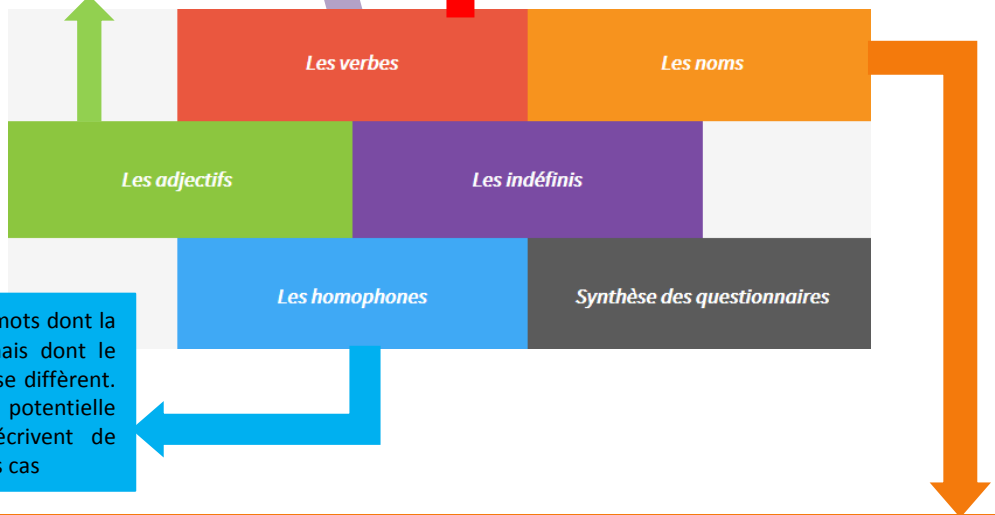 Les verbes
Les noms
Les adjectifs
Les indéfinis
Les homophones
Synthèse des questionnaires
mots dont la
ais dont le
se diffèrent.
potentielle
écrivent de
s cas